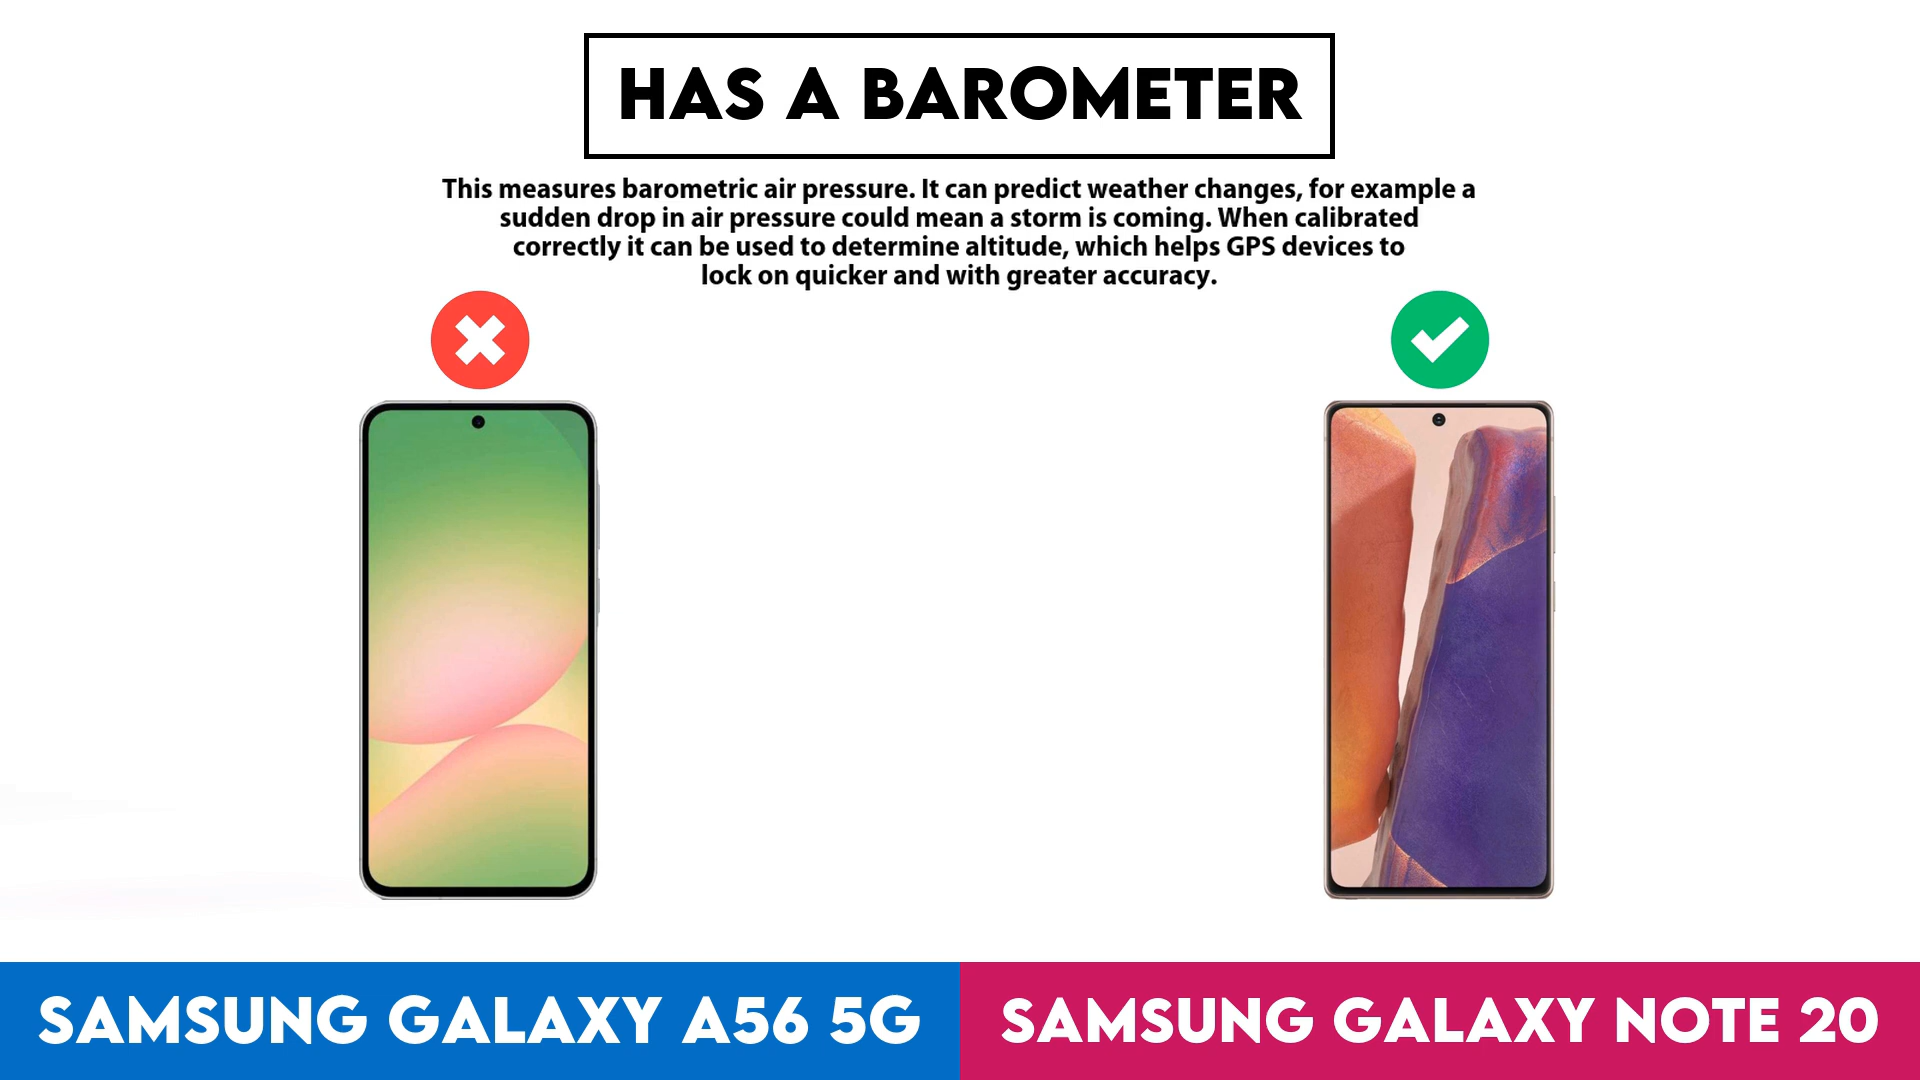 HAS A BAROMETER
This measures barometric air pressure. It can predict weather changes, for example a
sudden drop in air pressure could mean a storm is coming. When calibrated
correctly it can be used to determine altitude, which helps GPS devices to
lock on quicker and with greater accuracy.
SAMSUNG GALAXY A56 5G
SAMSUNG GALAXY NOTE 20